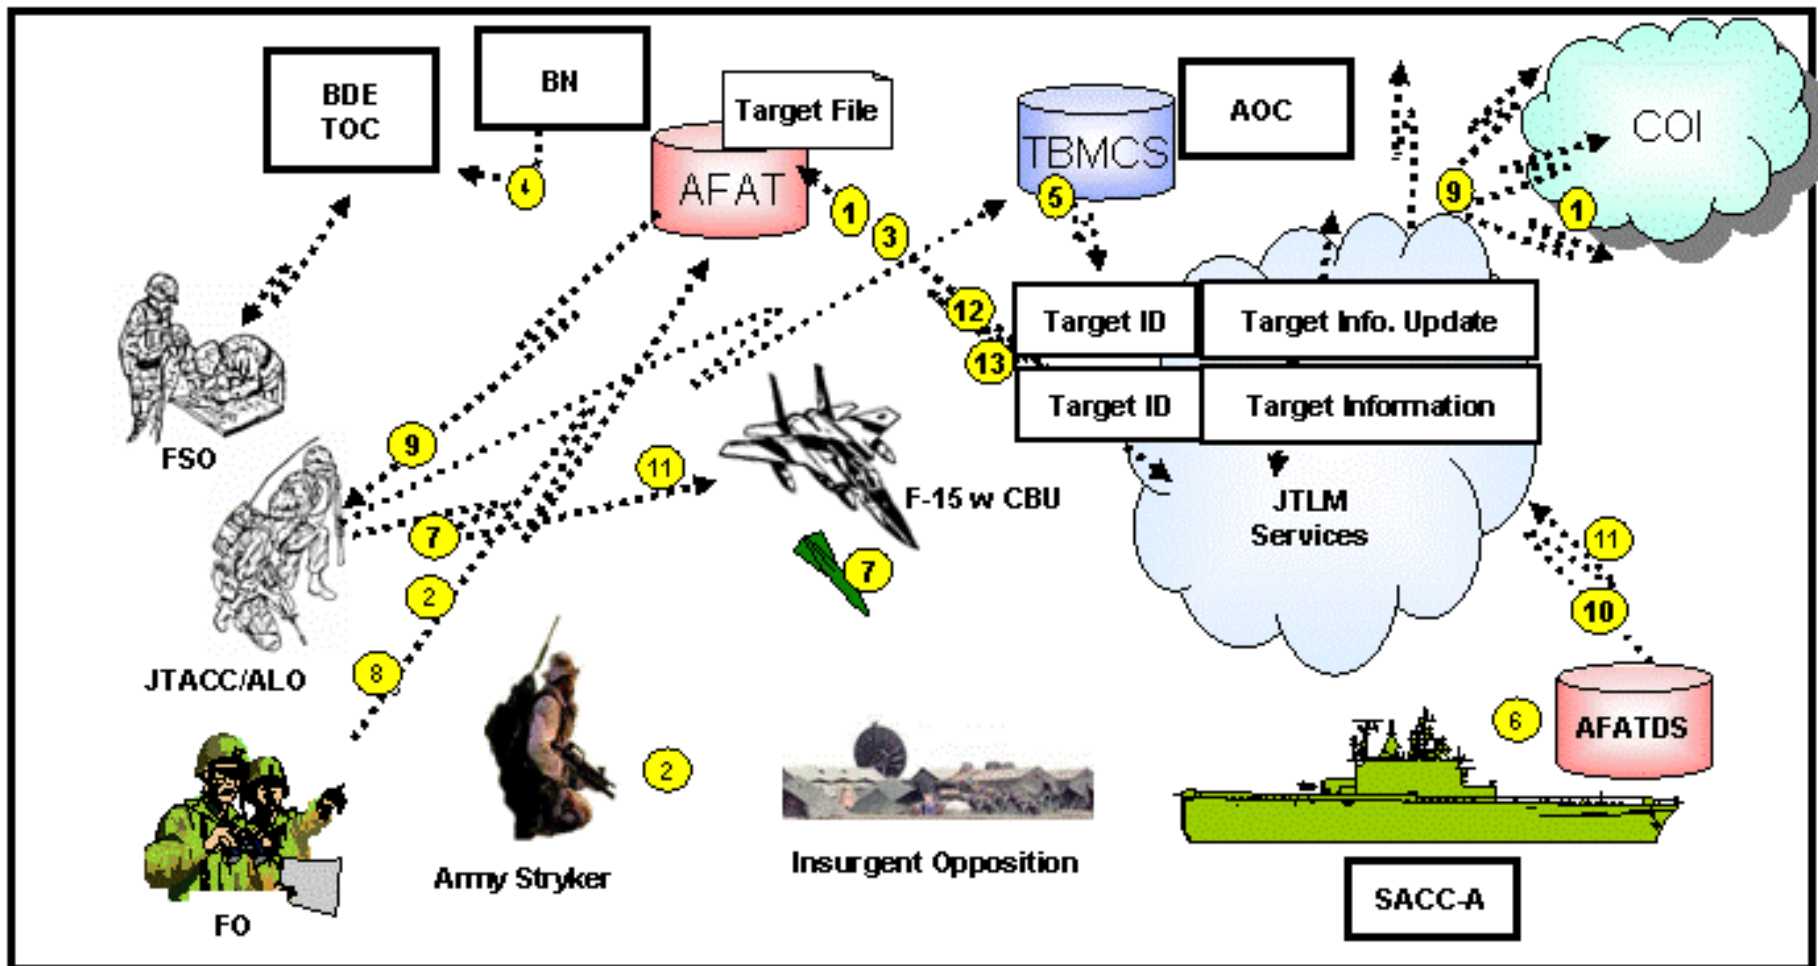 BDE
TOC
BN
Target File
AFAT
TBMCS
AOC
COI
4
1
3
5
9
1
12
13
Target ID
Target Info. Update
Target ID
Target Information
FSO
9
11
7
2
F-15 w CBU
7
JTLM
Services
11
10
JTACC/ALO
8
2
6
AFATDS
FO
Army Stryker
Insurgent Opposition
SACC-A